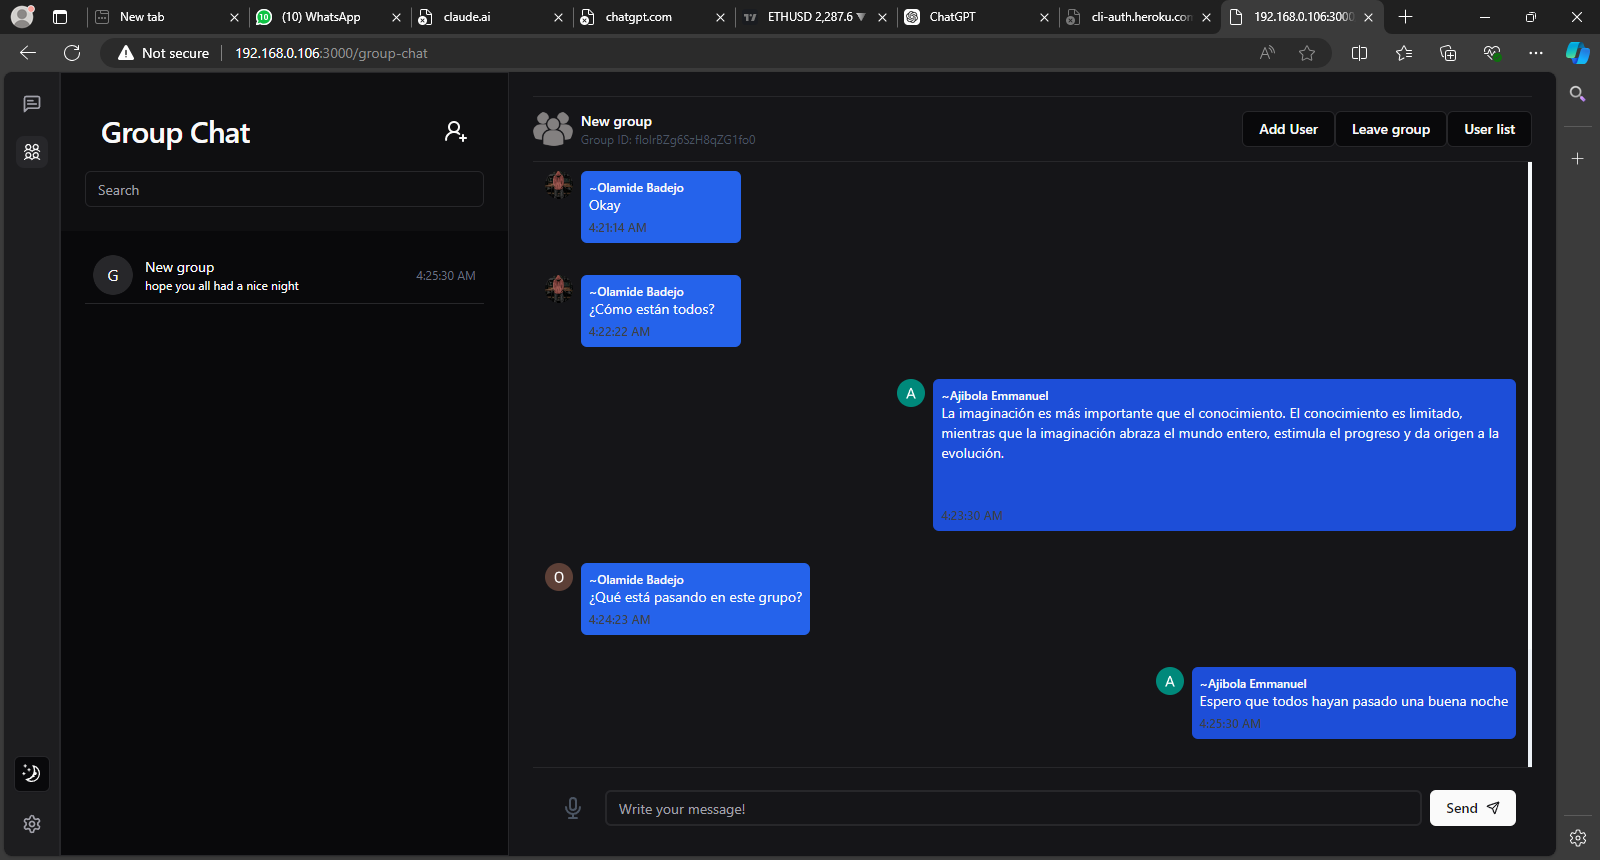 New tab
(10) WhatsApp
claude.ai
chatgpt.com
ETHUSD 2,287.6 ▼
ChatGPT
cli-auth.heroku.con
192.168.0.106:3000
Not secure
192.168.0.106:3000/group-chat
Group Chat
Search
G
New group
hope you all had a nice night
4:25:30 AM
New group
Group ID: flolrBZg6SzH8qZG1fo0
Add User
Leave group
User list
~Olamide Badejo
Okay
4:21:14 AM
~Olamide Badejo
¿Cómo están todos?
4:22:22 AM
A
~Ajibola Emmanuel
La imaginación es más importante que el conocimiento. El conocimiento es limitado,
mientras que la imaginación abraza el mundo entero, estimula el progreso y da origen a la
evolución.
4:23:30 AM
O
~Olamide Badejo
¿Qué está pasando en este grupo?
4:24:23 AM
A
~Ajibola Emmanuel
Espero que todos hayan pasado una buena noche
4:25:30 AM
Write your message!
Send